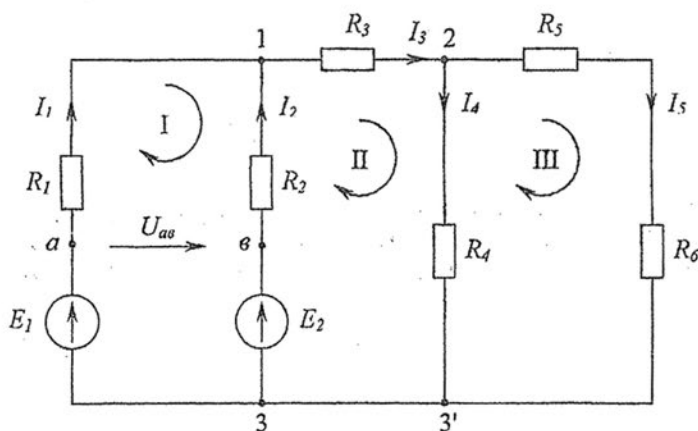 1 R₃ I₃ 2 R₅
I₁ I I₂ I₄ I₅
II III
R₁ R₂
a U_ав в R₄ R₆
E₁ E₂
3 3'